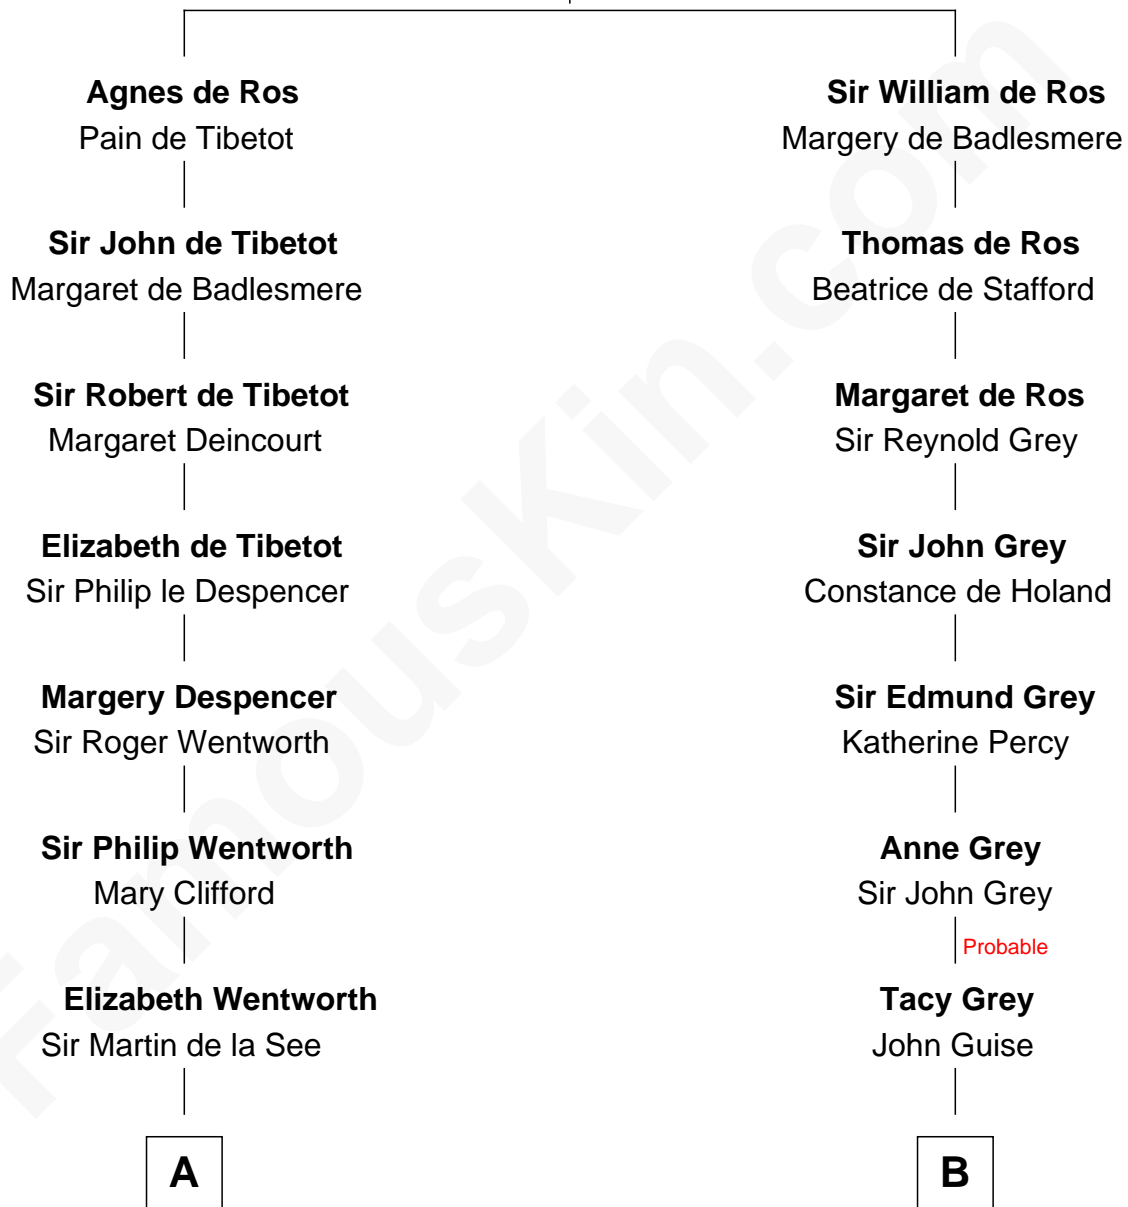 Agnes de Ros
Pain de Tibetot
Sir John de Tibetot
Margaret de Badlesmere
Sir Robert de Tibetot
Margaret Deincourt
Elizabeth de Tibetot
Sir Philip le Despencer
Margery Despencer
Sir Roger Wentworth
Sir Philip Wentworth
Mary Clifford
Elizabeth Wentworth
Sir Martin de la See
A
Sir William de Ros
Margery de Badlesmere
Thomas de Ros
Beatrice de Stafford
Margaret de Ros
Sir Reynold Grey
Sir John Grey
Constance de Holand
Sir Edmund Grey
Katherine Percy
Anne Grey
Sir John Grey
Probable
Tacy Grey
John Guise
B
FamousKin.com